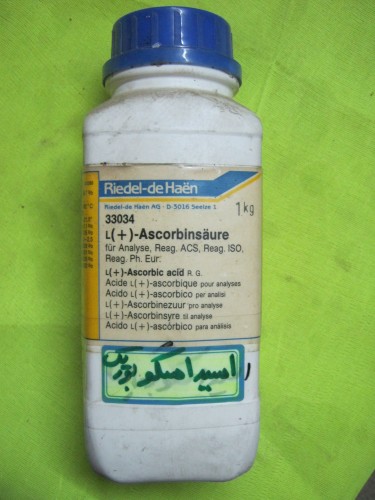 Riedel-de Haën
Riedel-de Haën AG · D-3016 Seelze 1
33034
1 kg
L(+)-Ascorbinsäure
für Analyse, Reag. ACS, Reag. ISO,
Reag. Ph. Eur:
L(+)-Ascorbic acid R. G.
Acide L(+)-ascorbique pour analyses
Acido L(+)-ascorbico per analisi
L(+)-Ascorbinezuur pro analyse
L(+)-Ascorbinsyre til analyse
Acido L(+)-ascórbico para análisis
اسید